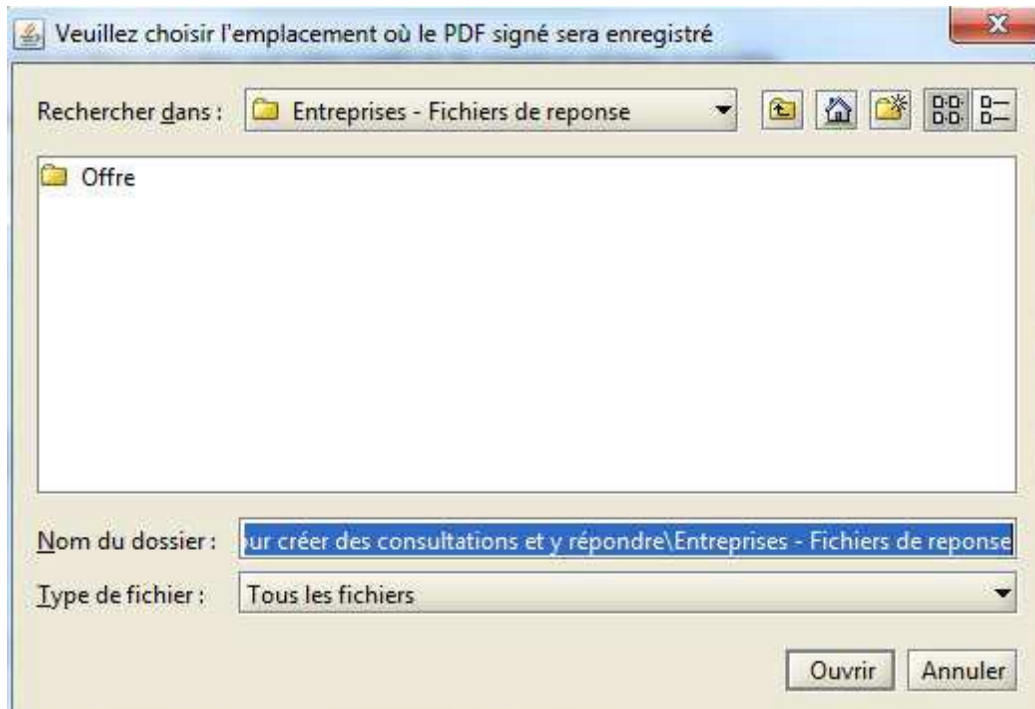 Veuillez choisir l'emplacement où le PDF signé sera enregistré
Rechercher dans : Entreprises - Fichiers de reponse
Offre
Nom du dossier : ur créer des consultations et y répondre\Entreprises - Fichiers de reponse
Type de fichier : Tous les fichiers
Ouvrir Annuler